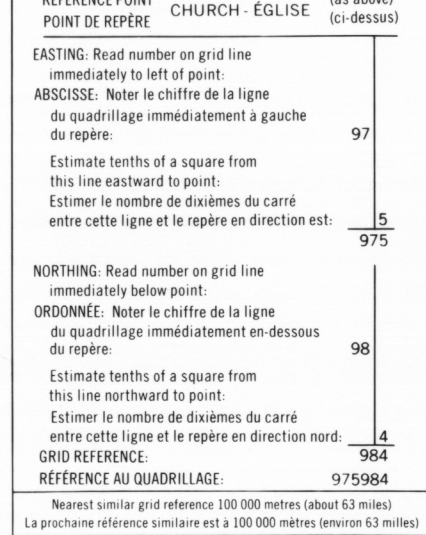 REFERENCE POINT CHURCH - ÉGLISE (as above)
POINT DE REPÈRE (ci-dessus)
EASTING: Read number on grid line
immediately to left of point:
ABSCISSE: Noter le chiffre de la ligne
du quadrillage immédiatement à gauche
du repère: 97
Estimate tenths of a square from
this line eastward to point:
Estimer le nombre de dixièmes du carré
entre cette ligne et le repère en direction est: 5
975
NORTHING: Read number on grid line
immediately below point:
ORDONNÉE: Noter le chiffre de la ligne
du quadrillage immédiatement en-dessous
du repère: 98
Estimate tenths of a square from
this line northward to point:
Estimer le nombre de dixièmes du carré
entre cette ligne et le repère en direction nord: 4
GRID REFERENCE: 984
RÉFÉRENCE AU QUADRILLAGE: 975984
Nearest similar grid reference 100 000 metres (about 63 miles)
La prochaine référence similaire est à 100 000 mètres (environ 63 milles)